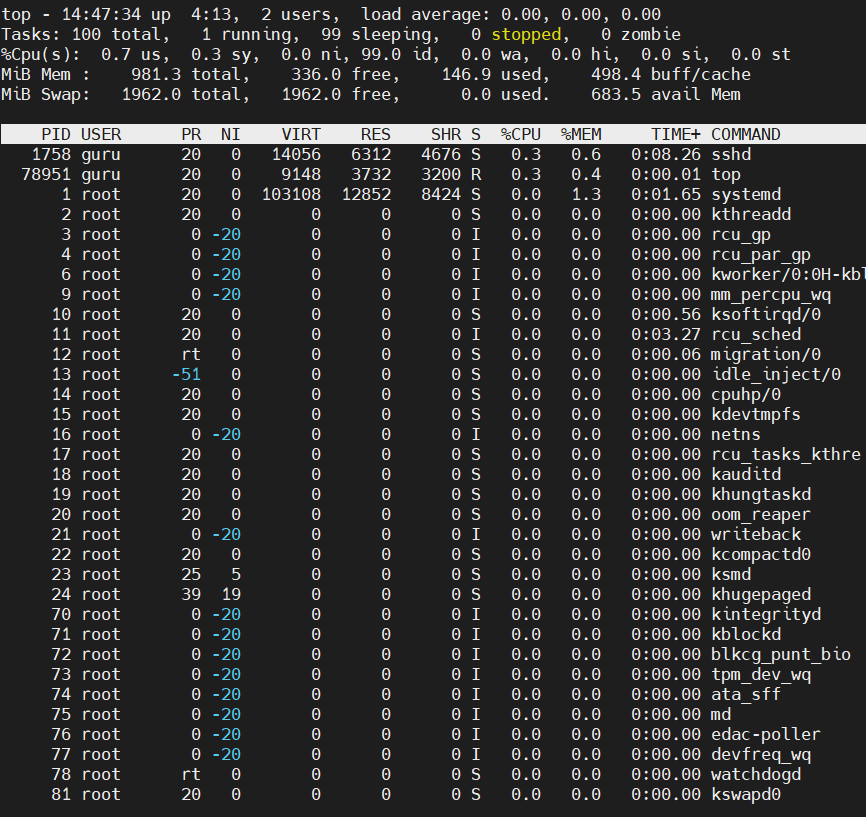 top - 14:47:34 up  4:13,  2 users,  load average: 0.00, 0.00, 0.00
Tasks: 100 total,   1 running,  99 sleeping,   0 stopped,   0 zombie
%Cpu(s):  0.7 us,  0.3 sy,  0.0 ni, 99.0 id,  0.0 wa,  0.0 hi,  0.0 si,  0.0 st
MiB Mem :    981.3 total,    336.0 free,    146.9 used,    498.4 buff/cache
MiB Swap:   1962.0 total,   1962.0 free,      0.0 used.    683.5 avail Mem
    PID USER      PR  NI    VIRT    RES    SHR S  %CPU  %MEM     TIME+ COMMAND
   1758 guru      20   0   14056   6312   4676 S   0.3   0.6   0:08.26 sshd
  78951 guru      20   0    9148   3732   3200 R   0.3   0.4   0:00.01 top
      1 root      20   0  103108  12852   8424 S   0.0   1.3   0:01.65 systemd
      2 root      20   0       0      0      0 S   0.0   0.0   0:00.00 kthreadd
      3 root       0 -20       0      0      0 I   0.0   0.0   0:00.00 rcu_gp
      4 root       0 -20       0      0      0 I   0.0   0.0   0:00.00 rcu_par_gp
      6 root       0 -20       0      0      0 I   0.0   0.0   0:00.00 kworker/0:0H-kbl
      9 root       0 -20       0      0      0 I   0.0   0.0   0:00.00 mm_percpu_wq
     10 root      20   0       0      0      0 S   0.0   0.0   0:00.56 ksoftirqd/0
     11 root      20   0       0      0      0 I   0.0   0.0   0:03.27 rcu_sched
     12 root      rt   0       0      0      0 S   0.0   0.0   0:00.06 migration/0
     13 root     -51   0       0      0      0 S   0.0   0.0   0:00.00 idle_inject/0
     14 root      20   0       0      0      0 S   0.0   0.0   0:00.00 cpuhp/0
     15 root      20   0       0      0      0 S   0.0   0.0   0:00.00 kdevtmpfs
     16 root       0 -20       0      0      0 I   0.0   0.0   0:00.00 netns
     17 root      20   0       0      0      0 S   0.0   0.0   0:00.00 rcu_tasks_kthre
     18 root      20   0       0      0      0 S   0.0   0.0   0:00.00 kauditd
     19 root      20   0       0      0      0 S   0.0   0.0   0:00.00 khungtaskd
     20 root      20   0       0      0      0 S   0.0   0.0   0:00.00 oom_reaper
     21 root       0 -20       0      0      0 I   0.0   0.0   0:00.00 writeback
     22 root      20   0       0      0      0 S   0.0   0.0   0:00.00 kcompactd0
     23 root      25   5       0      0      0 S   0.0   0.0   0:00.00 ksmd
     24 root      39  19       0      0      0 S   0.0   0.0   0:00.00 khugepaged
     70 root       0 -20       0      0      0 I   0.0   0.0   0:00.00 kintegrityd
     71 root       0 -20       0      0      0 I   0.0   0.0   0:00.00 kblockd
     72 root       0 -20       0      0      0 I   0.0   0.0   0:00.00 blkcg_punt_bio
     73 root       0 -20       0      0      0 I   0.0   0.0   0:00.00 tpm_dev_wq
     74 root       0 -20       0      0      0 I   0.0   0.0   0:00.00 ata_sff
     75 root       0 -20       0      0      0 I   0.0   0.0   0:00.00 md
     76 root       0 -20       0      0      0 I   0.0   0.0   0:00.00 edac-poller
     77 root       0 -20       0      0      0 I   0.0   0.0   0:00.00 devfreq_wq
     78 root      rt   0       0      0      0 S   0.0   0.0   0:00.00 watchdogd
     81 root      20   0       0      0      0 S   0.0   0.0   0:00.00 kswapd0